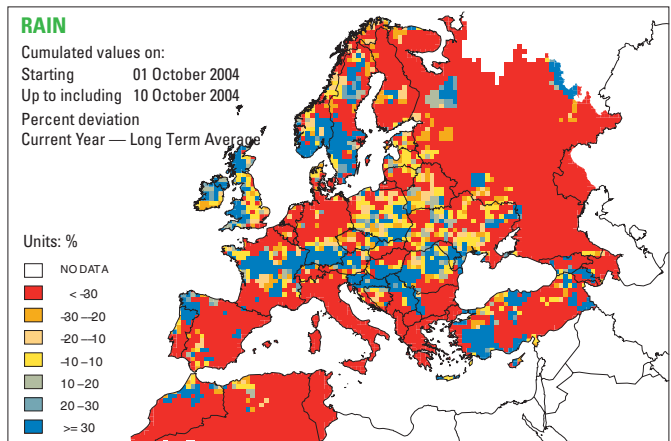 RAIN
Cumulated values on:
Starting 01 October 2004
Up to including 10 October 2004
Percent deviation
Current Year — Long Term Average
Units: %
NO DATA
< -30
-30 —-20
-20 —-10
-10 -10
10 -20
20 -30
>= 30